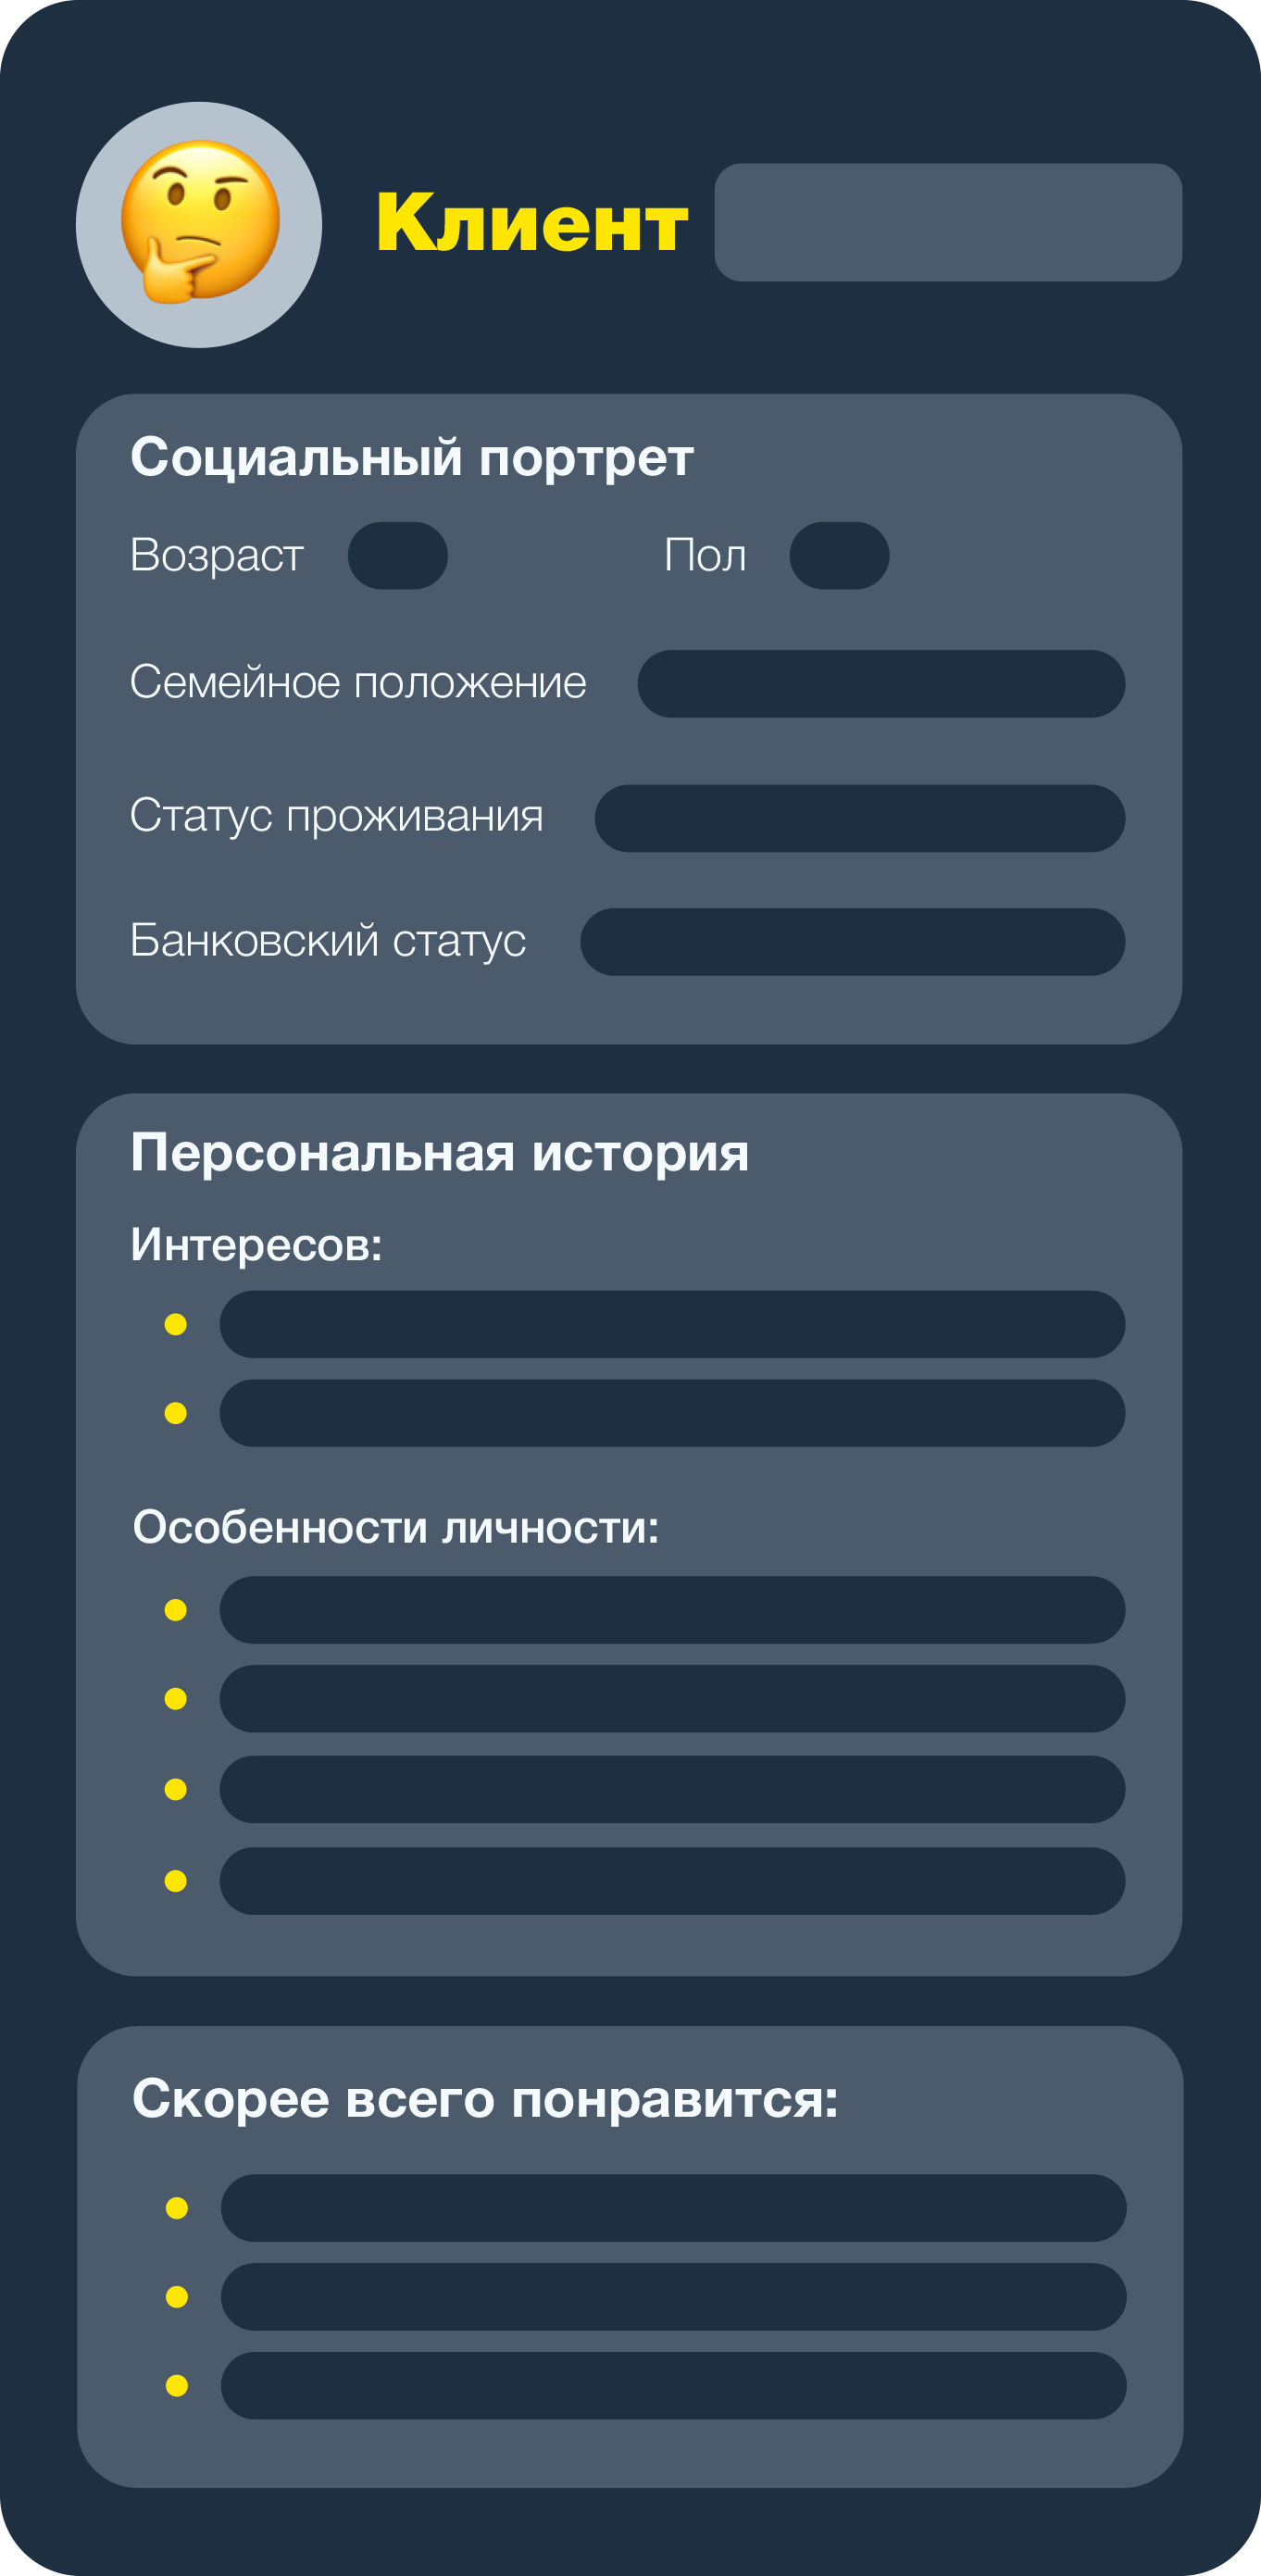 Клиент
Социальный портрет
Возраст Пол
Семейное положение
Статус проживания
Банковский статус
Персональная история
Интересов:
Особенности личности:
Скорее всего понравится: